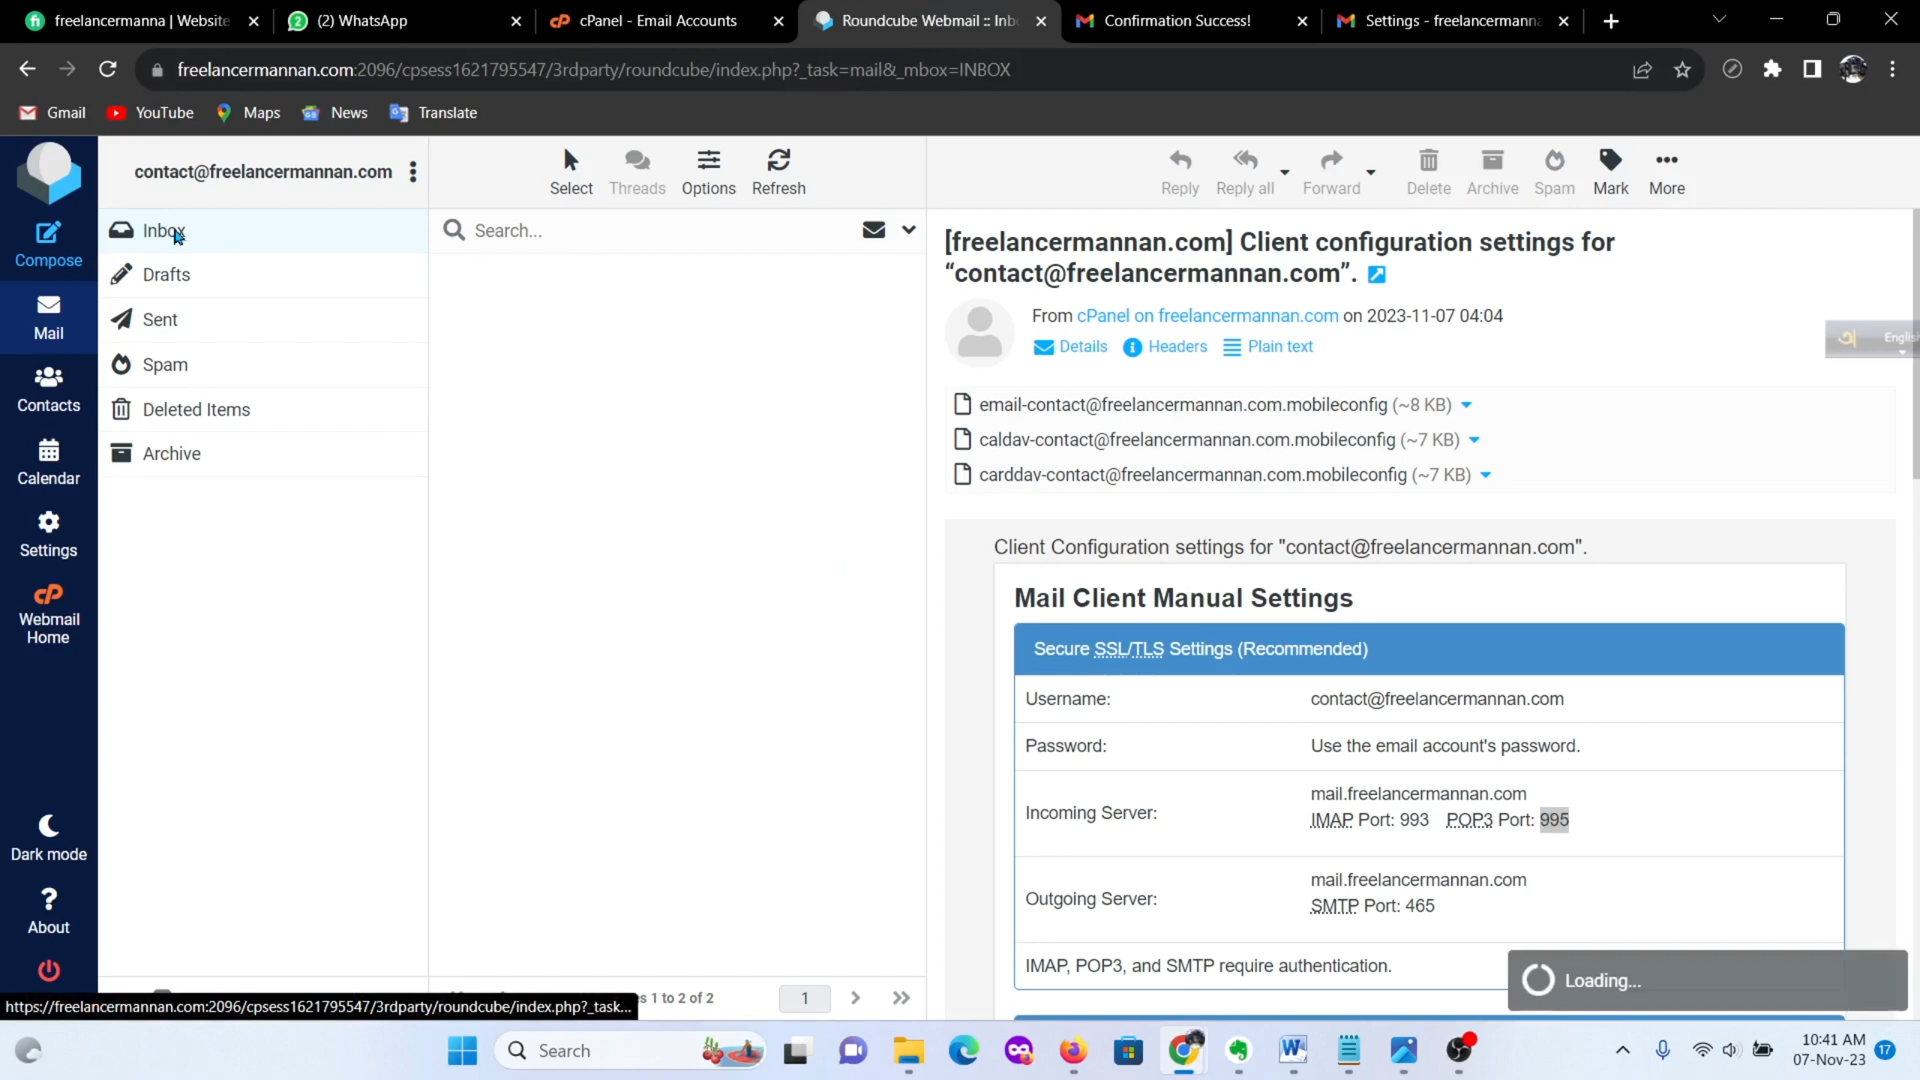 freelancermanna | Website
(2) WhatsApp
cPanel - Email Accounts
Roundcube Webmail :: Inb
Confirmation Success!
Settings - freelancermanna
freelancermannan.com:2096/cpsess1621795547/3rdparty/roundcube/index.php?_task=mail&_mbox=INBOX
Gmail
YouTube
Maps
News
Translate
contact@freelancermannan.com
Select
Threads
Options
Refresh
Reply
Reply all
Forward
Delete
Archive
Spam
Mark
More
Compose
Mail
Contacts
Calendar
Settings
Webmail
Home
Dark mode
About
Inbox
Drafts
Sent
Spam
Deleted Items
Archive
Search...
[freelancermannan.com] Client configuration settings for
“contact@freelancermannan.com”.
From cPanel on freelancermannan.com on 2023-11-07 04:04
Details
Headers
Plain text
অ
English
email-contact@freelancermannan.com.mobileconfig (~8 KB)
caldav-contact@freelancermannan.com.mobileconfig (~7 KB)
carddav-contact@freelancermannan.com.mobileconfig (~7 KB)
Client Configuration settings for "contact@freelancermannan.com".
Mail Client Manual Settings
Secure SSL/TLS Settings (Recommended)
Username: contact@freelancermannan.com
Password: Use the email account's password.
Incoming Server: mail.freelancermannan.com
IMAP Port: 993 POP3 Port: 995
Outgoing Server: mail.freelancermannan.com
SMTP Port: 465
IMAP, POP3, and SMTP require authentication.
Loading...
https://freelancermannan.com:2096/cpsess1621795547/3rdparty/roundcube/index.php?_task...
s 1 to 2 of 2
1
Search
10:41 AM
07-Nov-23
17